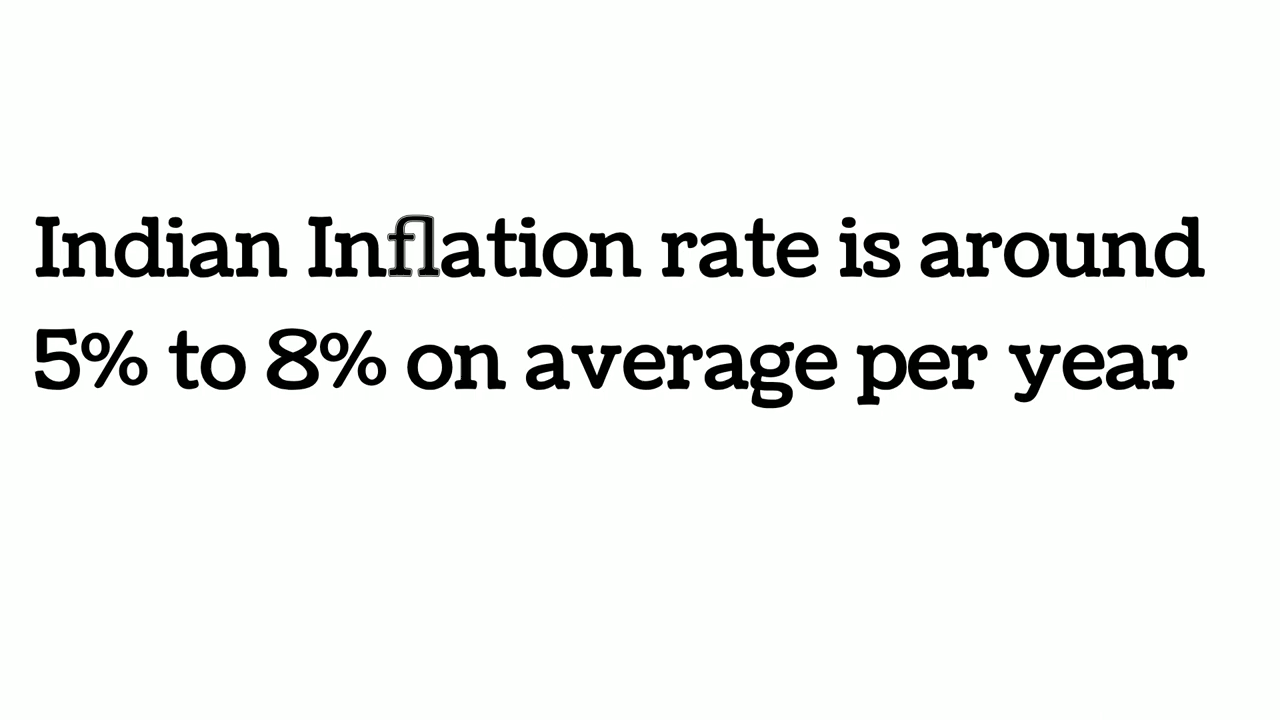 Indian Inflation rate is around
5% to 8% on average per year